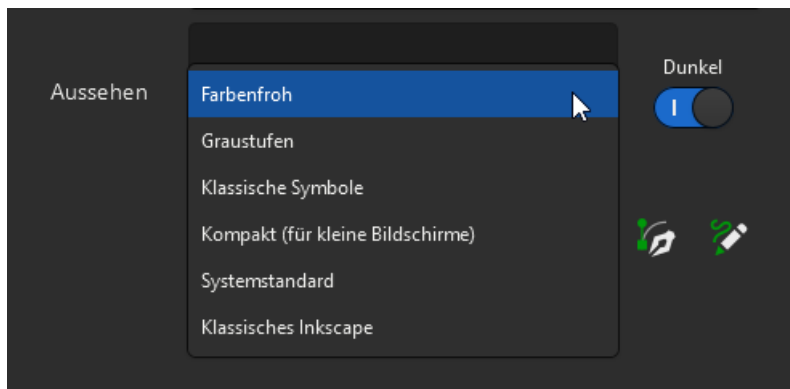 Aussehen
Dunkel
Farbenfroh
Graustufen
Klassische Symbole
Kompakt (für kleine Bildschirme)
Systemstandard
Klassisches Inkscape